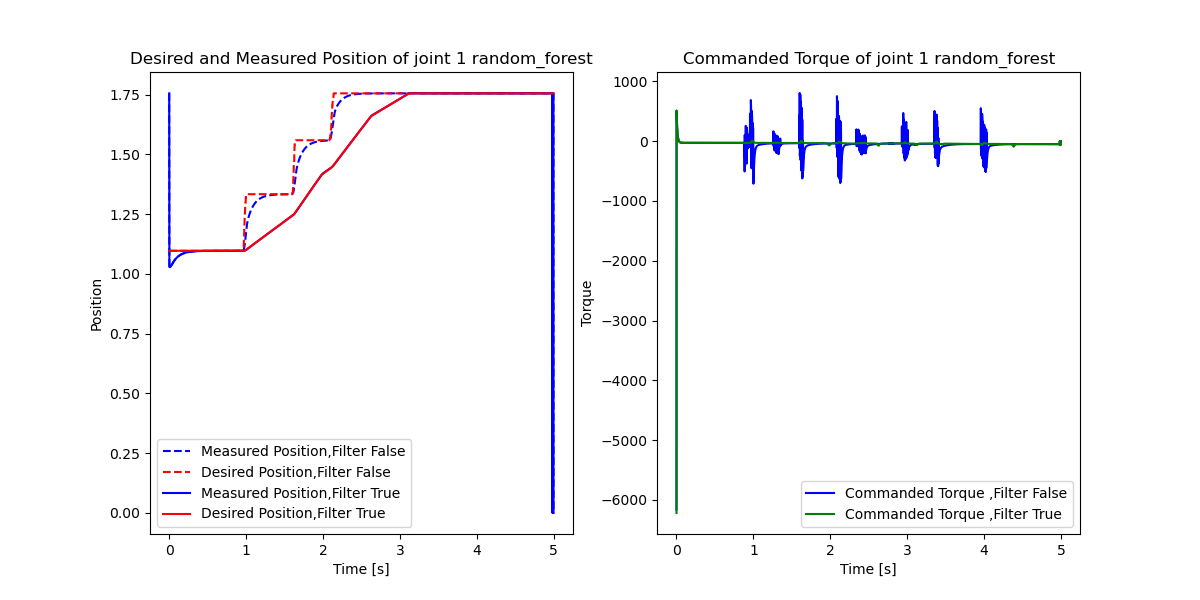 Desired and Measured Position of joint 1 random_forest
1.75
1.50
1.25
1.00
0.75
0.50
0.25
0.00
Position
Measured Position,Filter False
Desired Position,Filter False
Measured Position,Filter True
Desired Position,Filter True
0 1 2 3 4 5
Time [s]
Commanded Torque of joint 1 random_forest
1000
0
−1000
−2000
−3000
−4000
−5000
−6000
Torque
Commanded Torque ,Filter False
Commanded Torque ,Filter True
0 1 2 3 4 5
Time [s]